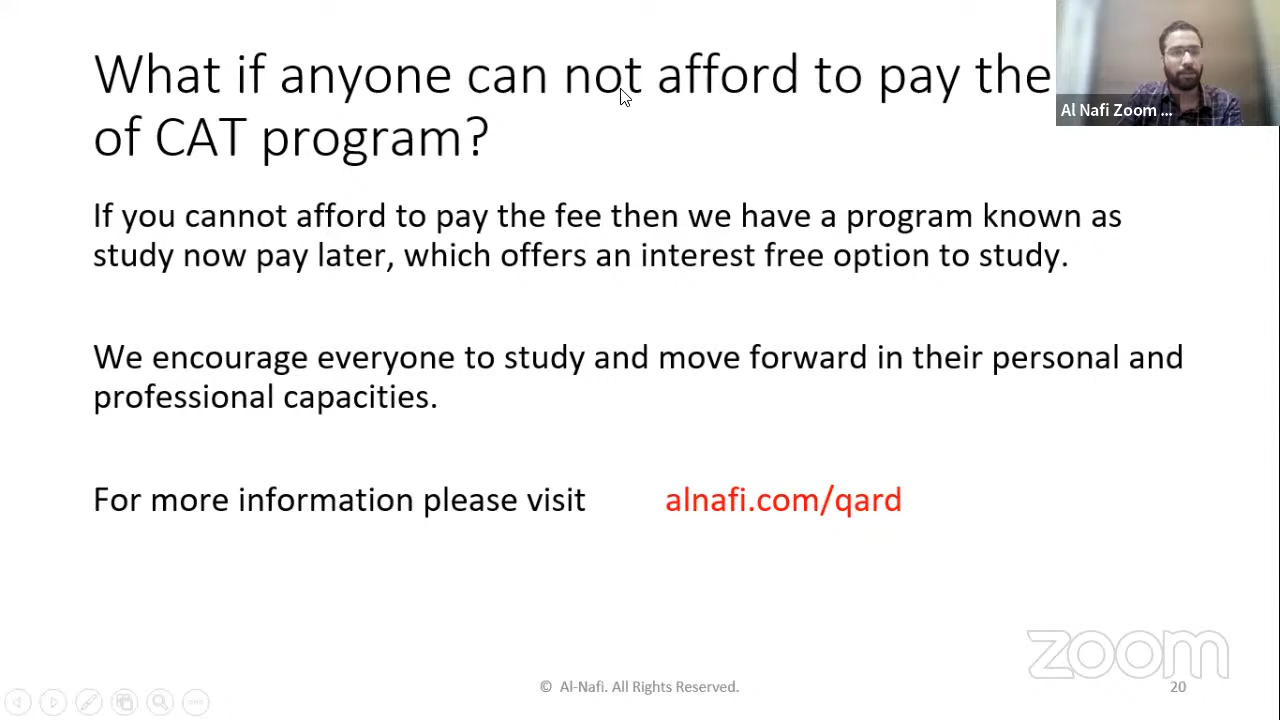 What if anyone can not afford to pay the
of CAT program?
Al Nafi Zoom ...
If you cannot afford to pay the fee then we have a program known as
study now pay later, which offers an interest free option to study.
We encourage everyone to study and move forward in their personal and
professional capacities.
For more information please visit alnafi.com/qard
zoom
© Al-Nafi. All Rights Reserved.
20